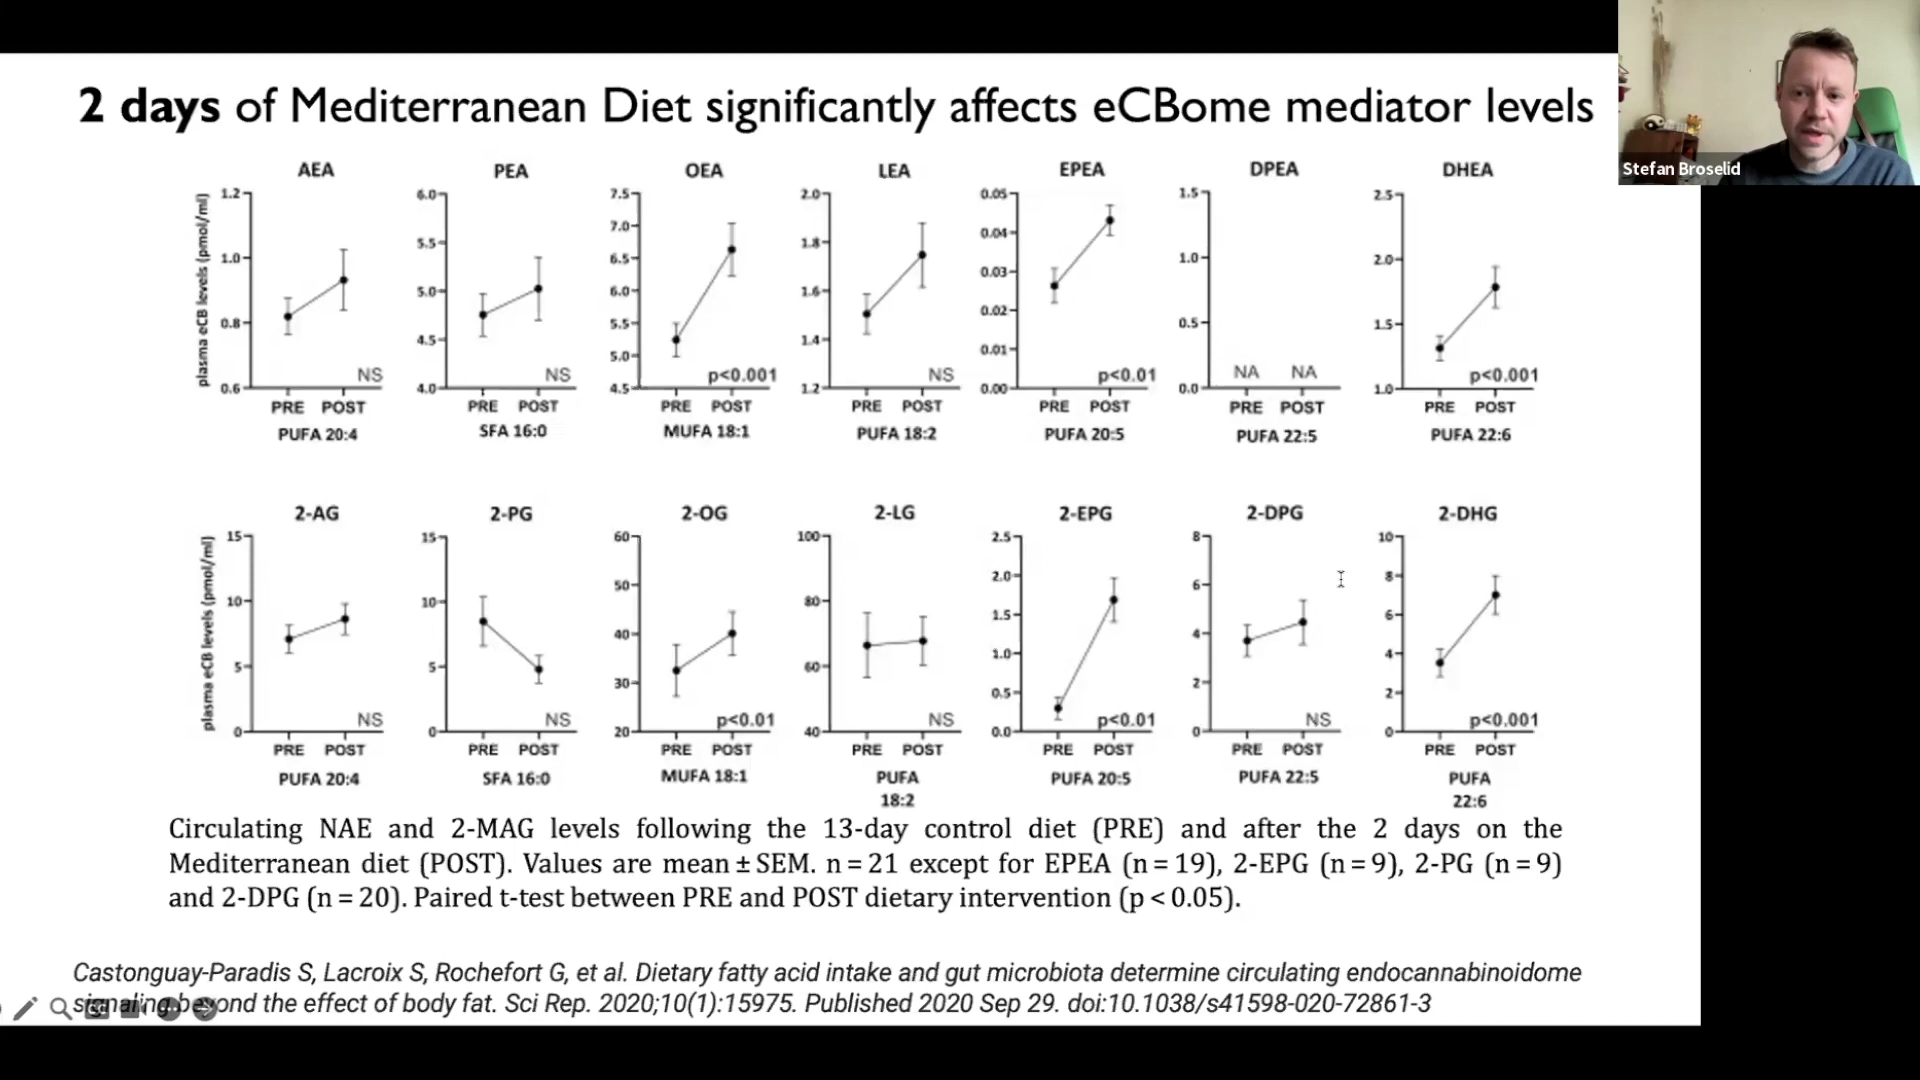 2 days of Mediterranean Diet significantly affects eCBome mediator levels
Stefan Broselid
AEA PEA OEA LEA EPEA DPEA DHEA
plasma eCB levels (pmol/ml)
1.2 1.0 0.8 0.6
NS
PRE POST
PUFA 20:4
6.0 5.5 5.0 4.5 4.0
NS
PRE POST
SFA 16:0
7.5 7.0 6.5 6.0 5.5 5.0 4.5
p<0.001
PRE POST
MUFA 18:1
2.0 1.8 1.6 1.4 1.2
NS
PRE POST
PUFA 18:2
0.05 0.04 0.03 0.02 0.01 0.00
p<0.01
PRE POST
PUFA 20:5
1.5 1.0 0.5 0.0
NA NA
PRE POST
PUFA 22:5
2.5 2.0 1.5 1.0
p<0.001
PRE POST
PUFA 22:6
2-AG 2-PG 2-OG 2-LG 2-EPG 2-DPG 2-DHG
plasma eCB levels (pmol/ml)
15 10 5 0
NS
PRE POST
PUFA 20:4
15 10 5 0
NS
PRE POST
SFA 16:0
60 50 40 30 20
p<0.01
PRE POST
MUFA 18:1
100 80 60 40
NS
PRE POST
PUFA
18:2
2.5 2.0 1.5 1.0 0.5 0.0
p<0.01
PRE POST
PUFA 20:5
8 6 4 2 0
NS
PRE POST
PUFA 22:5
10 8 6 4 2 0
p<0.001
PRE POST
PUFA
22:6
Circulating NAE and 2-MAG levels following the 13-day control diet (PRE) and after the 2 days on the
Mediterranean diet (POST). Values are mean ± SEM. n = 21 except for EPEA (n = 19), 2-EPG (n = 9), 2-PG (n = 9)
and 2-DPG (n = 20). Paired t-test between PRE and POST dietary intervention (p < 0.05).
Castonguay-Paradis S, Lacroix S, Rochefort G, et al. Dietary fatty acid intake and gut microbiota determine circulating endocannabinoidome
signaling beyond the effect of body fat. Sci Rep. 2020;10(1):15975. Published 2020 Sep 29. doi:10.1038/s41598-020-72861-3